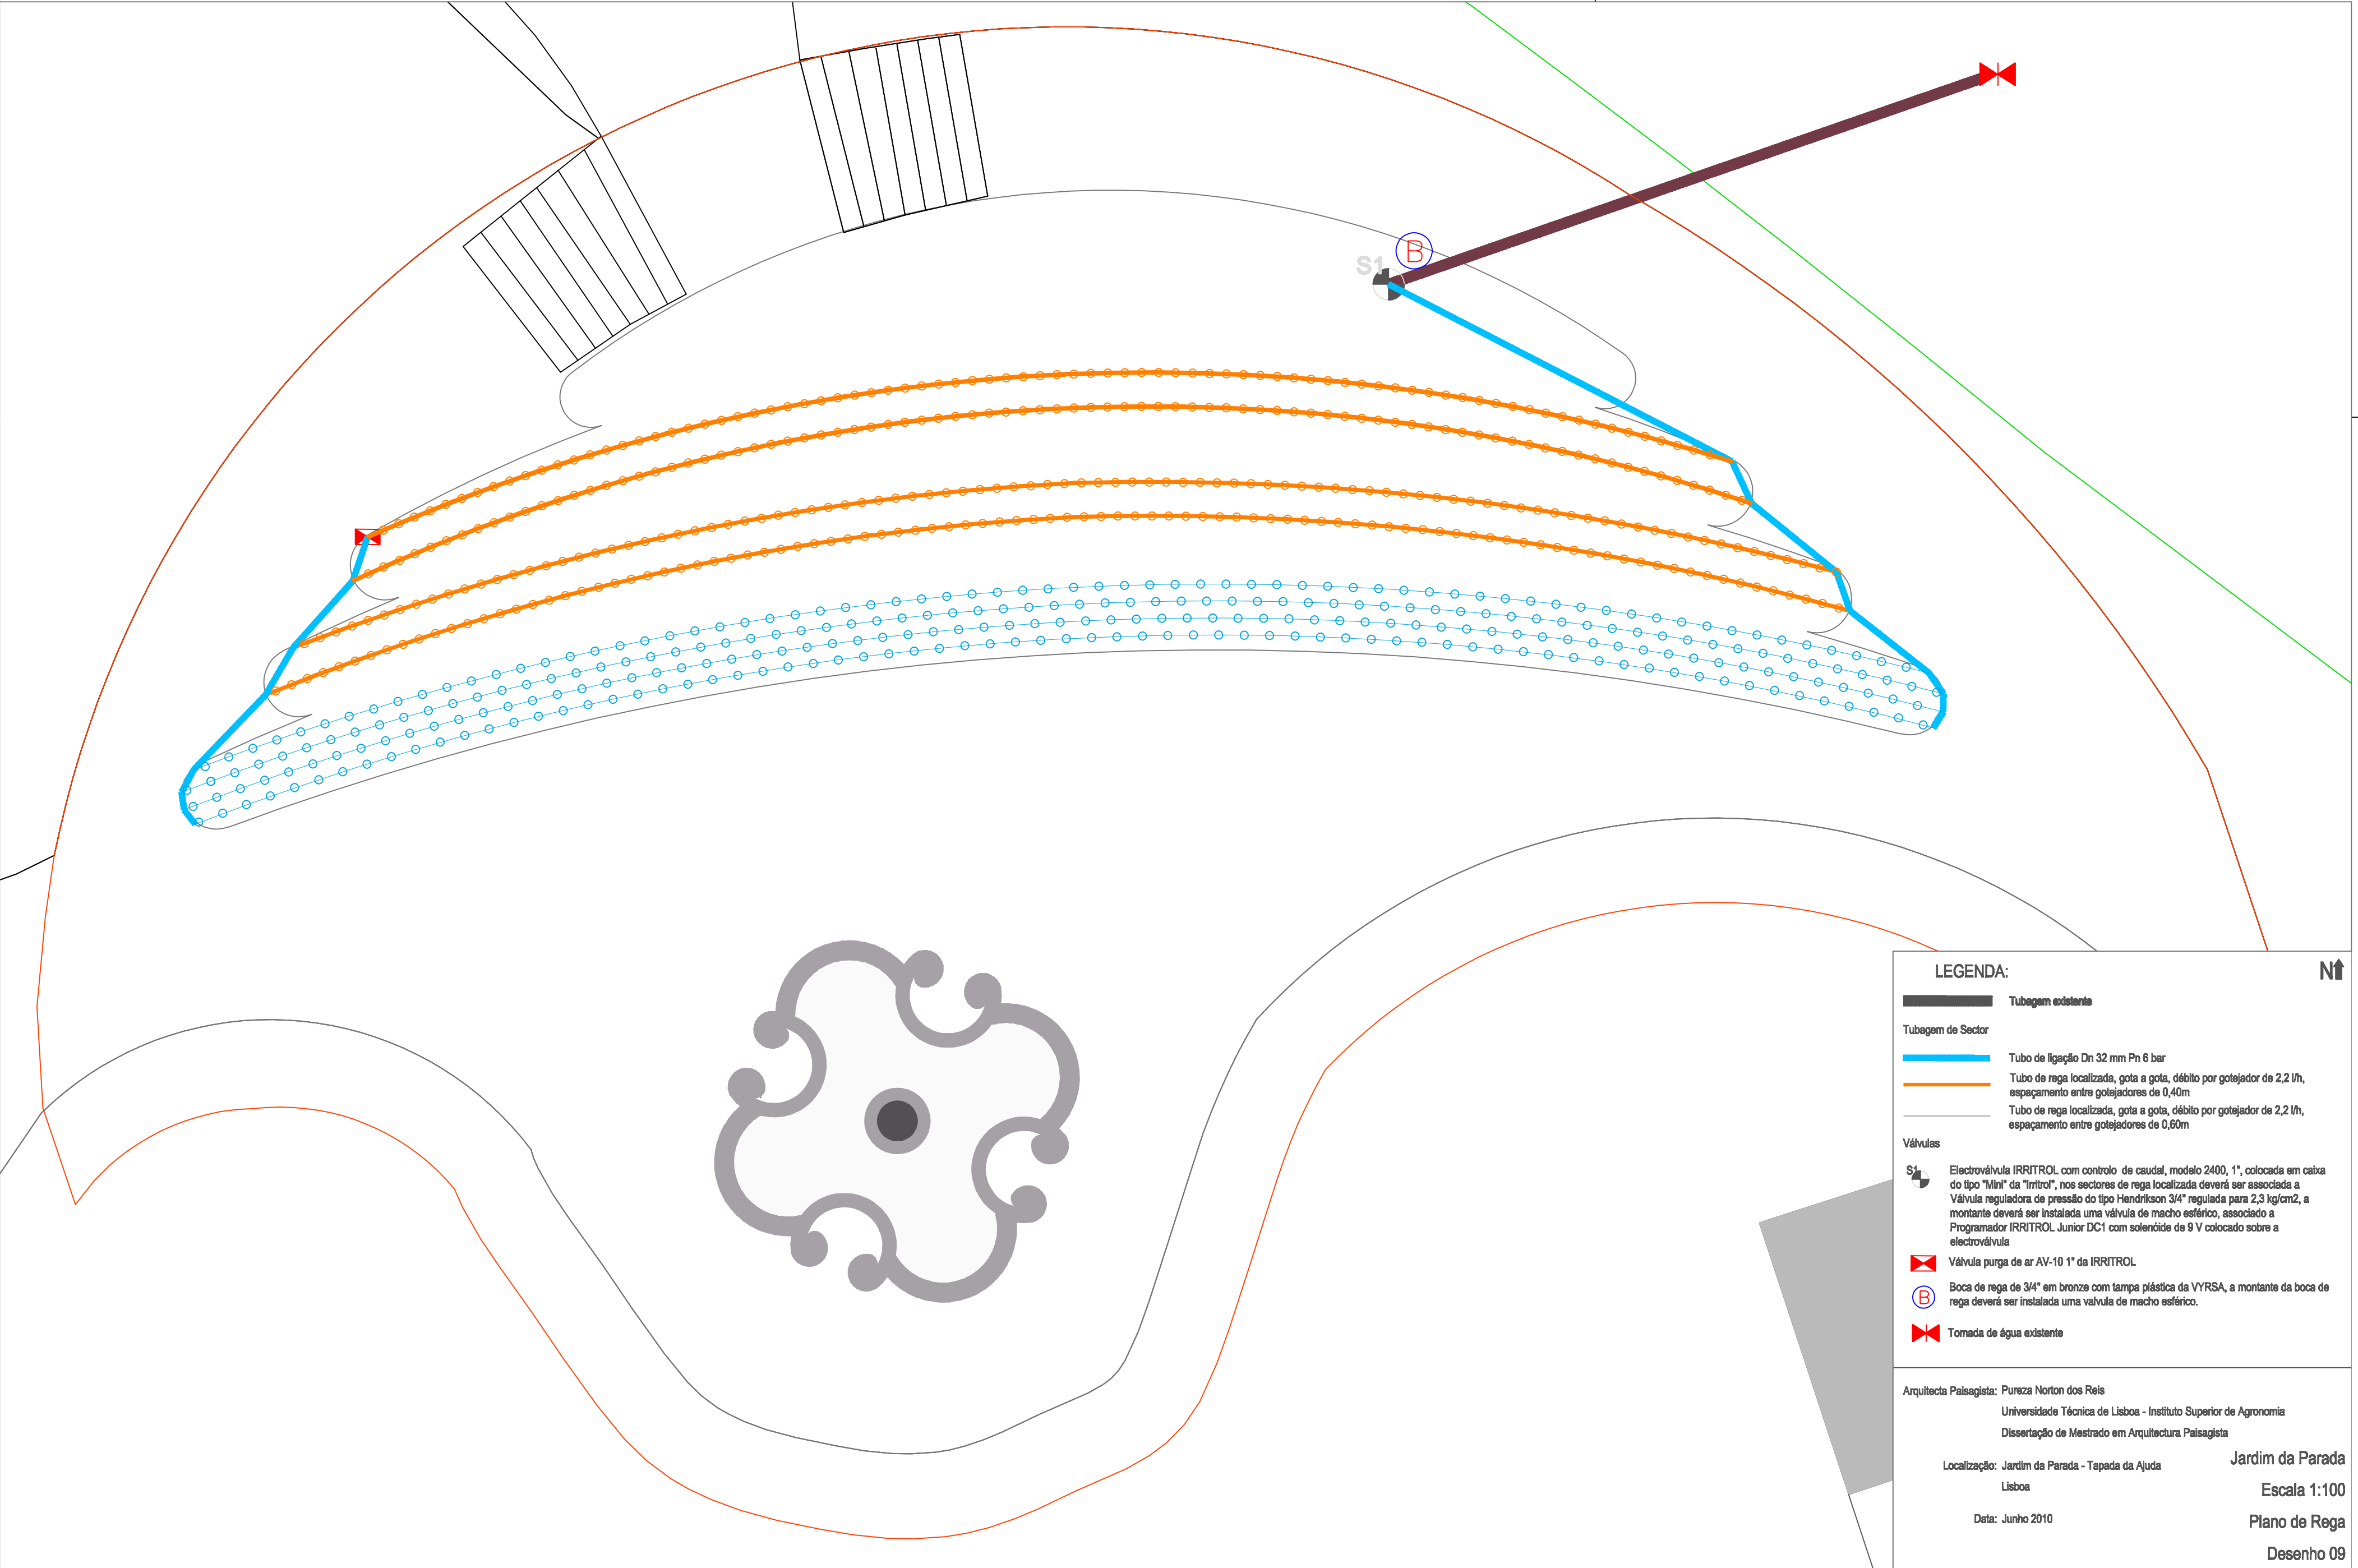 B
S1
LEGENDA:
N
Tubagem existente
Tubagem de Sector
Tubo de ligação Dn 32 mm Pn 6 bar
Tubo de rega localizada, gota a gota, débito por gotejador de 2,2 l/h,
espaçamento entre gotejadores de 0,40m
Tubo de rega localizada, gota a gota, débito por gotejador de 2,2 l/h,
espaçamento entre gotejadores de 0,60m
Válvulas
S1
Electroválvula IRRITROL com controlo de caudal, modelo 2400, 1", colocada em caixa
do tipo "Mini" da "Irritrol", nos sectores de rega localizada deverá ser associada a
Válvula reguladora de pressão do tipo Hendrikson 3/4" regulada para 2,3 kg/cm2, a
montante deverá ser instalada uma válvula de macho esférico, associado a
Programador IRRITROL Junior DC1 com solenóide de 9 V colocado sobre a
electroválvula
Válvula purga de ar AV-10 1" da IRRITROL
B
Boca de rega de 3/4" em bronze com tampa plástica da VYRSA, a montante da boca de
rega deverá ser instalada uma valvula de macho esférico.
Tomada de água existente
Arquitecta Paisagista: Pureza Norton dos Reis
Universidade Técnica de Lisboa - Instituto Superior de Agronomia
Dissertação de Mestrado em Arquitectura Paisagista
Localização: Jardim da Parada - Tapada da Ajuda
Lisboa
Data: Junho 2010
Jardim da Parada
Escala 1:100
Plano de Rega
Desenho 09